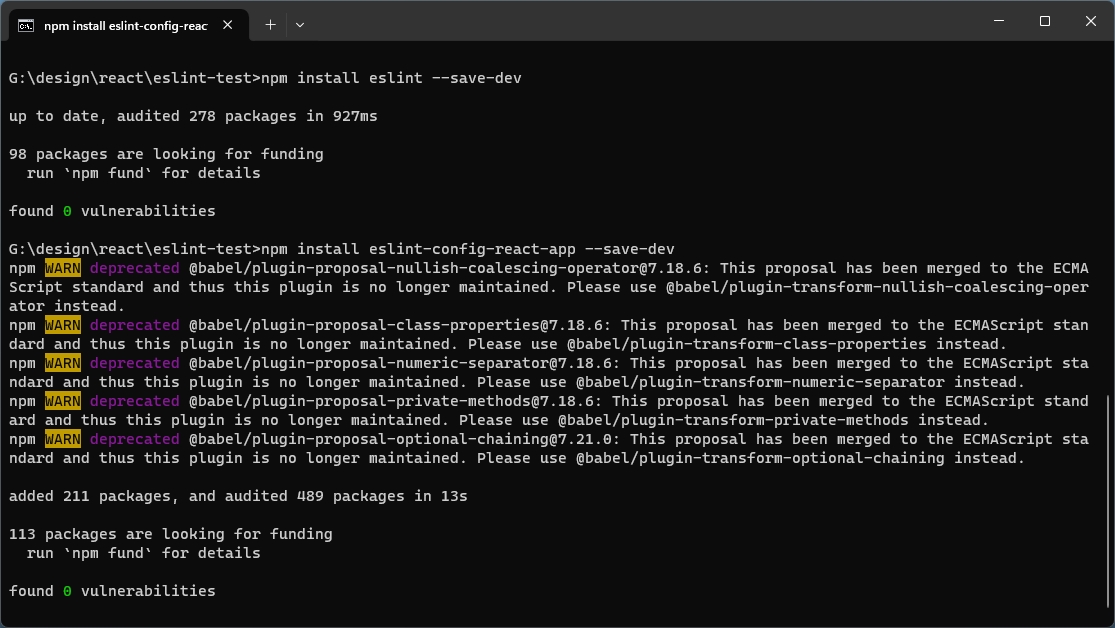 npm install eslint-config-reac
G:\design\react\eslint-test>npm install eslint --save-dev
up to date, audited 278 packages in 927ms
98 packages are looking for funding
  run `npm fund` for details
found 0 vulnerabilities
G:\design\react\eslint-test>npm install eslint-config-react-app --save-dev
npm WARN deprecated @babel/plugin-proposal-nullish-coalescing-operator@7.18.6: This proposal has been merged to the ECMA
Script standard and thus this plugin is no longer maintained. Please use @babel/plugin-transform-nullish-coalescing-oper
ator instead.
npm WARN deprecated @babel/plugin-proposal-class-properties@7.18.6: This proposal has been merged to the ECMAScript stan
dard and thus this plugin is no longer maintained. Please use @babel/plugin-transform-class-properties instead.
npm WARN deprecated @babel/plugin-proposal-numeric-separator@7.18.6: This proposal has been merged to the ECMAScript sta
ndard and thus this plugin is no longer maintained. Please use @babel/plugin-transform-numeric-separator instead.
npm WARN deprecated @babel/plugin-proposal-private-methods@7.18.6: This proposal has been merged to the ECMAScript stand
ard and thus this plugin is no longer maintained. Please use @babel/plugin-transform-private-methods instead.
npm WARN deprecated @babel/plugin-proposal-optional-chaining@7.21.0: This proposal has been merged to the ECMAScript sta
ndard and thus this plugin is no longer maintained. Please use @babel/plugin-transform-optional-chaining instead.
added 211 packages, and audited 489 packages in 13s
113 packages are looking for funding
  run `npm fund` for details
found 0 vulnerabilities